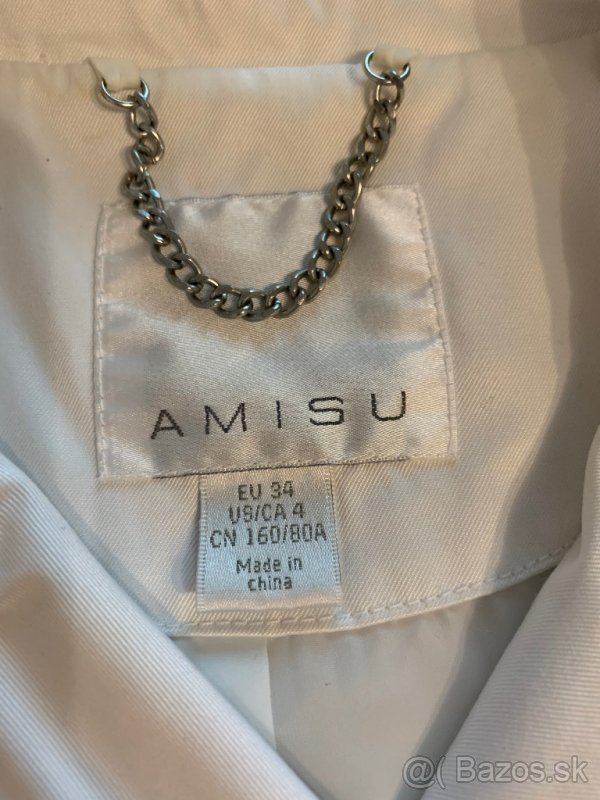 AMISU
EU 34
US/CA 4
CN 160/80A
Made in
china
@( Bazos.sk